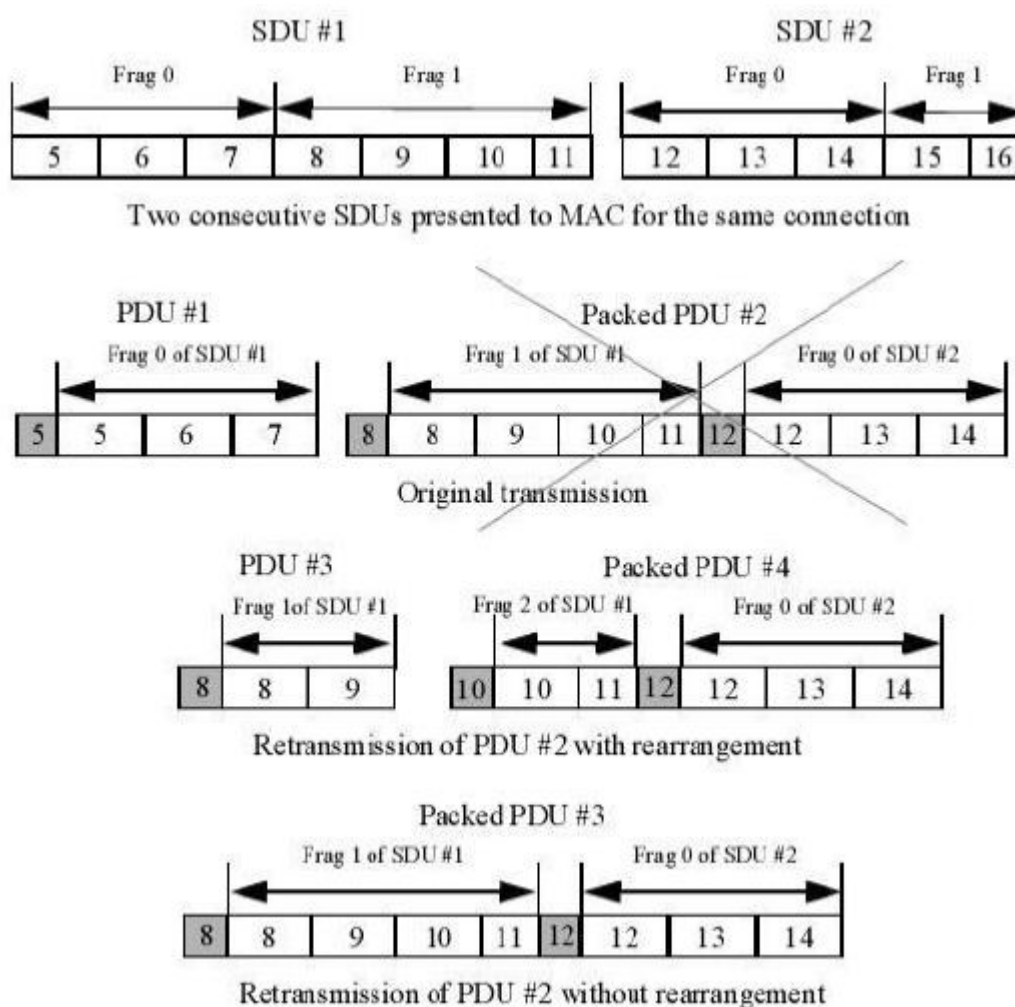 SDU #1 SDU #2
Frag 0 Frag 1 Frag 0 Frag 1
5 6 7 8 9 10 11 12 13 14 15 16
Two consecutive SDUs presented to MAC for the same connection
PDU #1 Packed PDU #2
Frag 0 of SDU #1 Frag 1 of SDU #1 Frag 0 of SDU #2
5 5 6 7 8 8 9 10 11 12 12 13 14
Original transmission
PDU #3 Packed PDU #4
Frag 1of SDU #1 Frag 2 of SDU #1 Frag 0 of SDU #2
8 8 9 10 10 11 12 12 13 14
Retransmission of PDU #2 with rearrangement
Packed PDU #3
Frag 1 of SDU #1 Frag 0 of SDU #2
8 8 9 10 11 12 12 13 14
Retransmission of PDU #2 without rearrangement